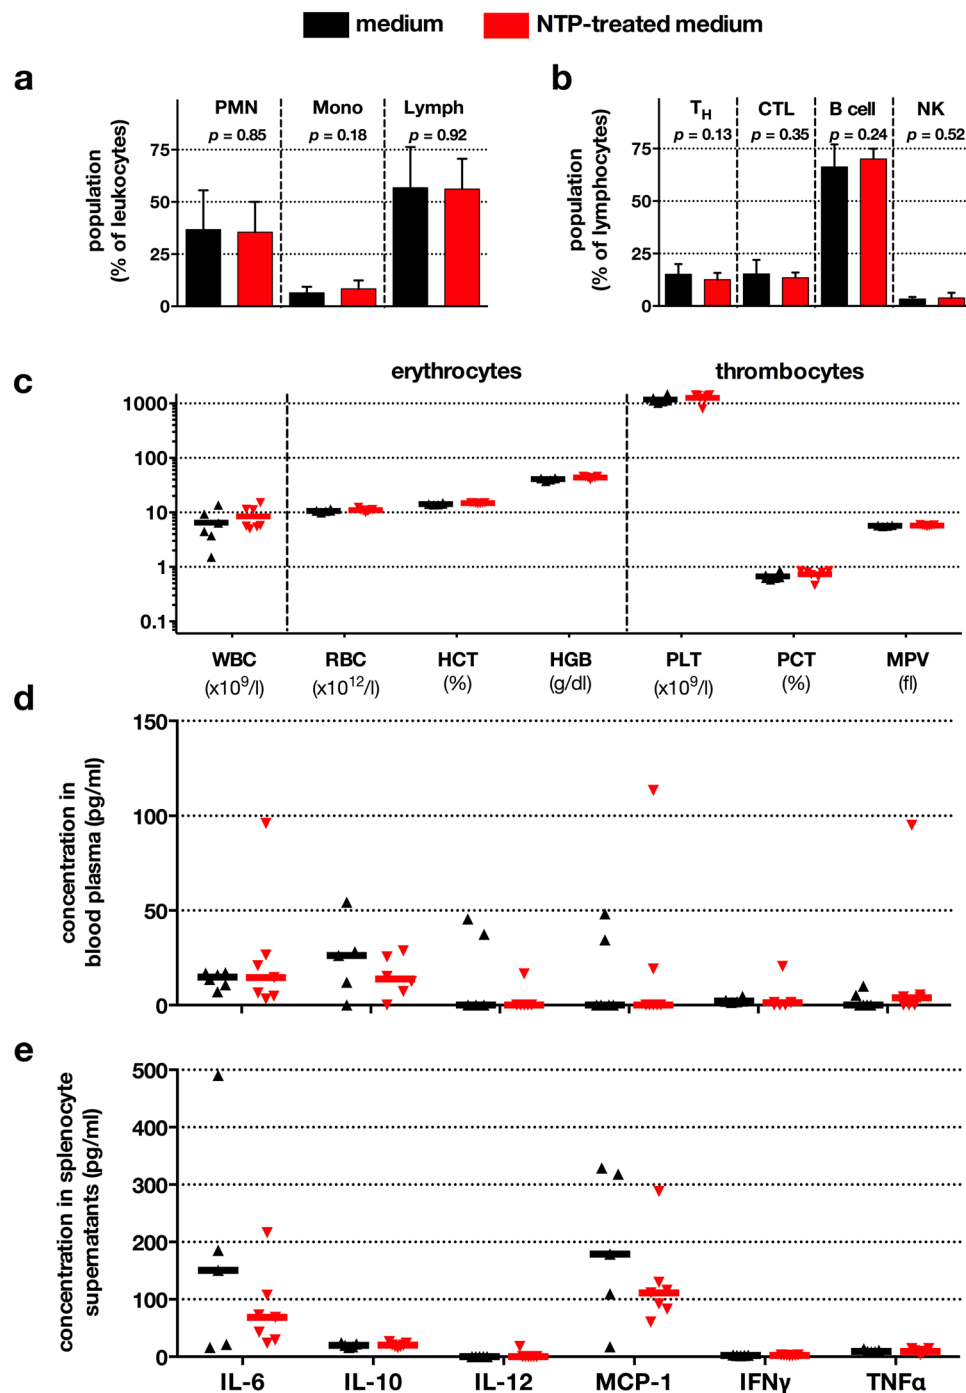 medium NTP-treated medium
a
PMN Mono Lymph
p = 0.85 p = 0.18 p = 0.92
population
(% of leukocytes)
75
50
25
0
b
TH CTL B cell NK
p = 0.13 p = 0.35 p = 0.24 p = 0.52
population
(% of lymphocytes)
75
50
25
0
c
erythrocytes thrombocytes
1000
100
10
1
0.1
WBC RBC HCT HGB PLT PCT MPV
(x10⁹/l) (x10¹²/l) (%) (g/dl) (x10⁹/l) (%) (fl)
d
concentration in
blood plasma (pg/ml)
150
100
50
0
e
concentration in splenocyte
supernatants (pg/ml)
500
400
300
200
100
0
IL-6 IL-10 IL-12 MCP-1 IFNγ TNFα